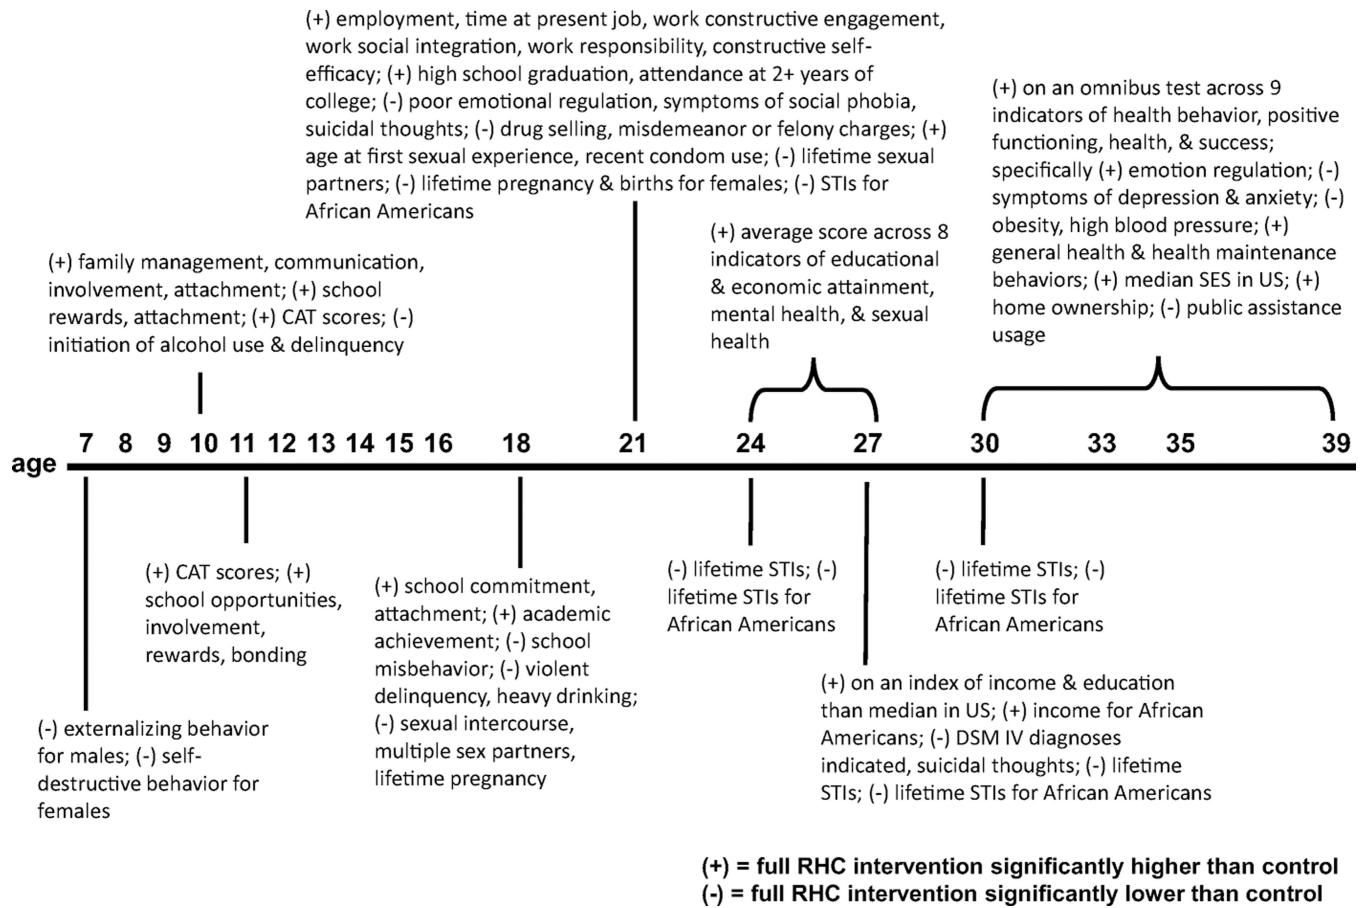 (+) employment, time at present job, work constructive engagement,
work social integration, work responsibility, constructive self-
efficacy; (+) high school graduation, attendance at 2+ years of
college; (-) poor emotional regulation, symptoms of social phobia,
suicidal thoughts; (-) drug selling, misdemeanor or felony charges; (+)
age at first sexual experience, recent condom use; (-) lifetime sexual
partners; (-) lifetime pregnancy & births for females; (-) STIs for
African Americans
(+) on an omnibus test across 9
indicators of health behavior, positive
functioning, health, & success;
specifically (+) emotion regulation; (-)
symptoms of depression & anxiety; (-)
obesity, high blood pressure; (+)
general health & health maintenance
behaviors; (+) median SES in US; (+)
home ownership; (-) public assistance
usage
(+) average score across 8
indicators of educational
& economic attainment,
mental health, & sexual
health
(+) family management, communication,
involvement, attachment; (+) school
rewards, attachment; (+) CAT scores; (-)
initiation of alcohol use & delinquency
7 8 9 10 11 12 13 14 15 16 18 21 24 27 30 33 35 39
age
(-) externalizing behavior
for males; (-) self-
destructive behavior for
females
(+) CAT scores; (+)
school opportunities,
involvement,
rewards, bonding
(+) school commitment,
attachment; (+) academic
achievement; (-) school
misbehavior; (-) violent
delinquency, heavy drinking;
(-) sexual intercourse,
multiple sex partners,
lifetime pregnancy
(-) lifetime STIs; (-)
lifetime STIs for
African Americans
(+) on an index of income & education
than median in US; (+) income for African
Americans; (-) DSM IV diagnoses
indicated, suicidal thoughts; (-) lifetime
STIs; (-) lifetime STIs for African Americans
(-) lifetime STIs; (-)
lifetime STIs for
African Americans
(+) = full RHC intervention significantly higher than control
(-) = full RHC intervention significantly lower than control